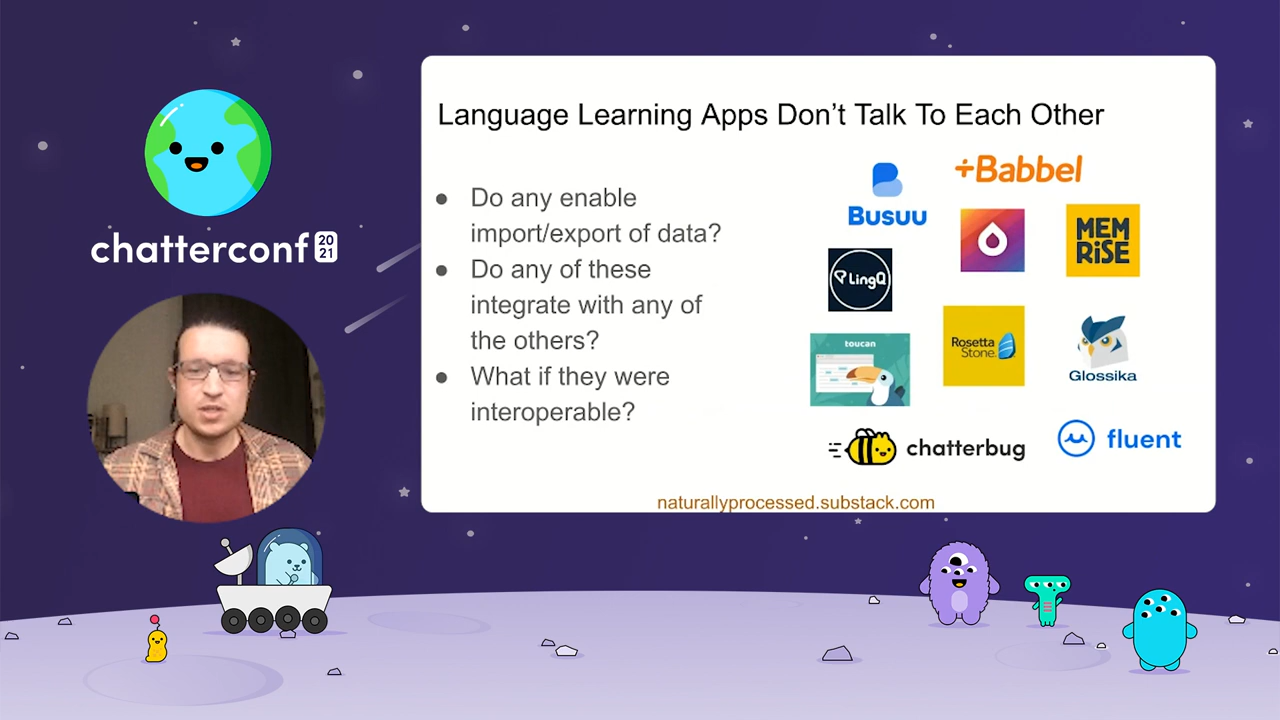 chatterconf 20 21
Language Learning Apps Don’t Talk To Each Other
● Do any enable
import/export of data?
● Do any of these
integrate with any of
the others?
● What if they were
interoperable?
Busuu
+Babbel
MEM
RiSE
LingQ
toucan
Rosetta
Stone
Glossika
chatterbug
fluent
naturallyprocessed.substack.com